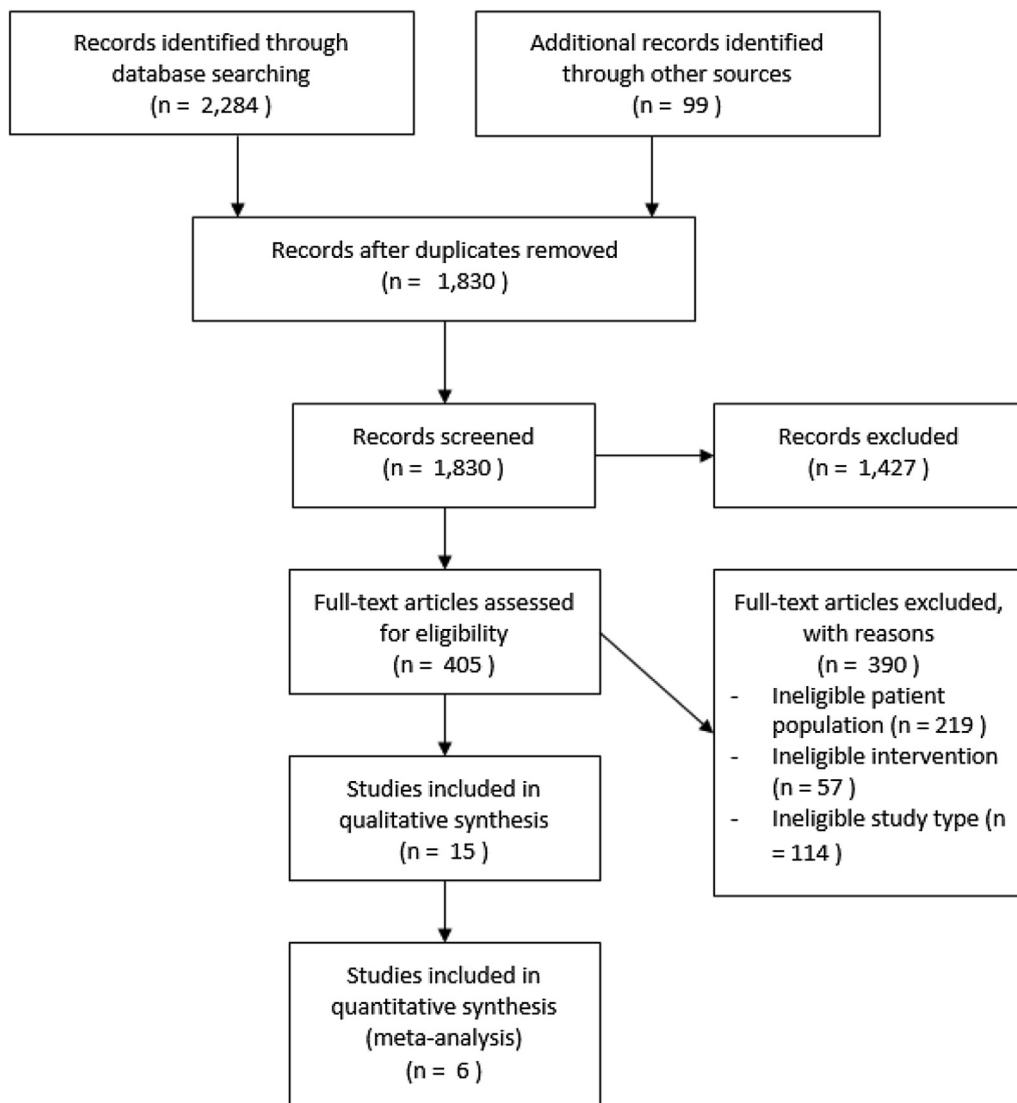 Records identified through
database searching
(n = 2,284 )
Additional records identified
through other sources
(n = 99 )
Records after duplicates removed
(n = 1,830 )
Records screened
(n = 1,830 )
Records excluded
(n = 1,427 )
Full-text articles assessed
for eligibility
(n = 405 )
Full-text articles excluded,
with reasons
(n = 390 )
- Ineligible patient
population (n = 219 )
- Ineligible intervention
(n = 57 )
- Ineligible study type (n
= 114 )
Studies included in
qualitative synthesis
(n = 15 )
Studies included in
quantitative synthesis
(meta-analysis)
(n = 6 )